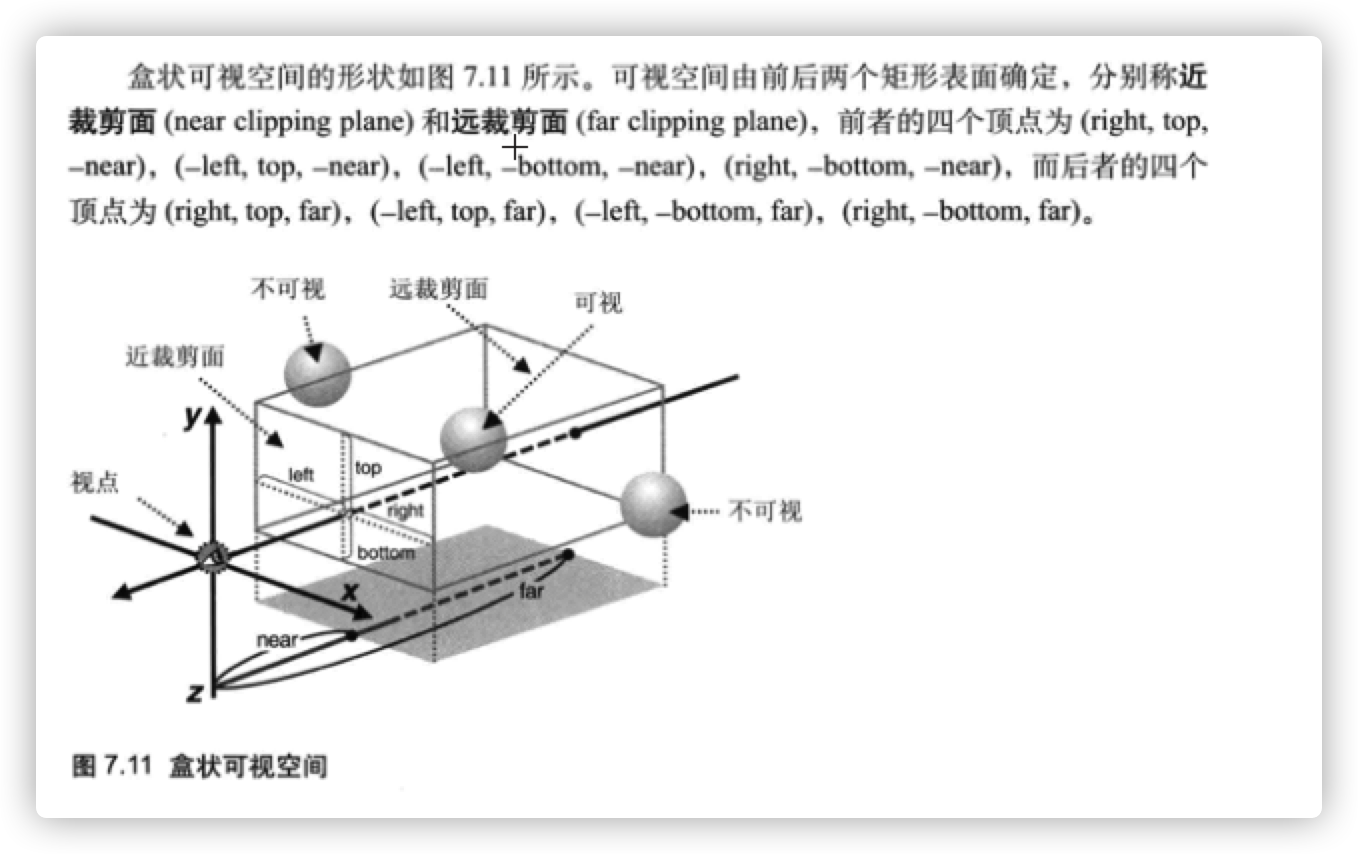 盒状可视空间的形状如图 7.11 所示。可视空间由前后两个矩形表面确定，分别称近
裁剪面 (near clipping plane) 和远裁剪面 (far clipping plane)，前者的四个顶点为 (right, top,
–near)，(–left, top, –near)，(–left, –bottom, –near)，(right, –bottom, –near)，而后者的四个
顶点为 (right, top, far)，(–left, top, far)，(–left, –bottom, far)，(right, –bottom, far)。
不可视
远裁剪面
可视
近裁剪面
y
left
top
视点
right
不可视
bottom
x
far
near
z
图 7.11 盒状可视空间